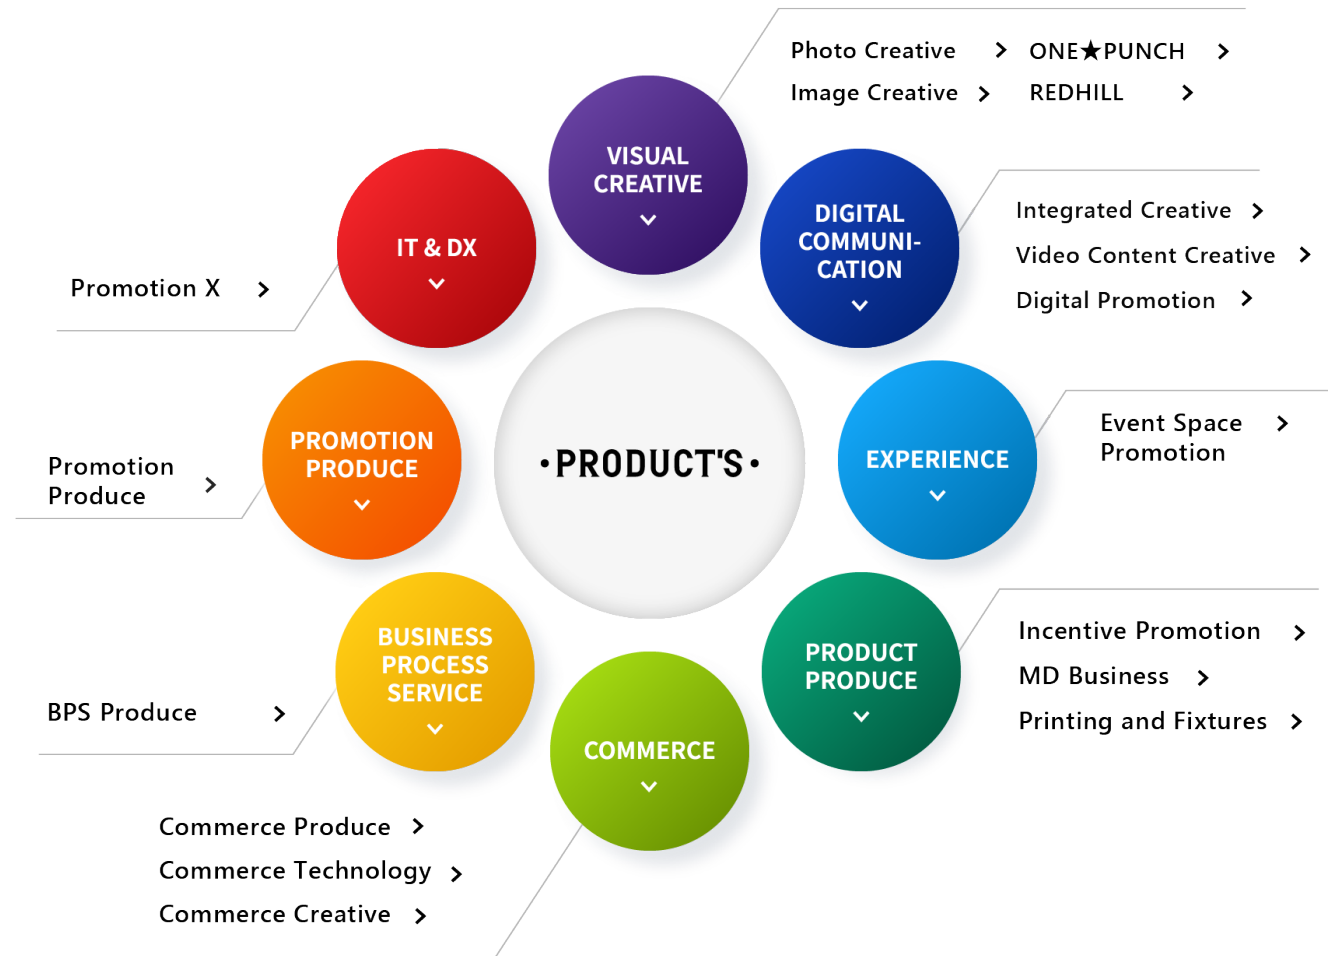 Photo Creative
ONE★PUNCH
Image Creative
REDHILL
VISUAL
CREATIVE
DIGITAL
COMMUNI-
CATION
Integrated Creative
Video Content Creative
Digital Promotion
IT & DX
Promotion X
EXPERIENCE
Event Space
Promotion
PROMOTION
PRODUCE
Promotion
Produce
•PRODUCT'S•
BUSINESS
PROCESS
SERVICE
BPS Produce
PRODUCT
PRODUCE
Incentive Promotion
MD Business
Printing and Fixtures
COMMERCE
Commerce Produce
Commerce Technology
Commerce Creative